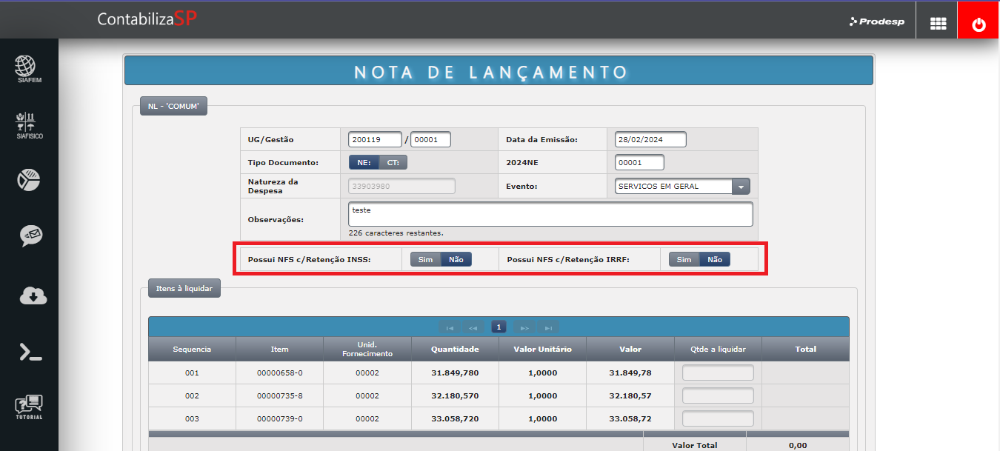 ContabilizaSP
Prodesp
SIAFEM
SIAFISICO
TUTORIAL
NOTA DE LANÇAMENTO
NL - 'COMUM'
UG/Gestão 200119 / 00001 Data da Emissão: 28/02/2024
Tipo Documento: NE: CT: 2024NE 00001
Natureza da Despesa 33903980 Evento: SERVICOS EM GERAL
Observações: teste
226 caracteres restantes.
Possui NFS c/Retenção INSS: Sim Não Possui NFS c/Retenção IRRF: Sim Não
Itens à liquidar
1
Sequencia Item Unid. Fornecimento Quantidade Valor Unitário Valor Qtde a liquidar Total
001 00000658-0 00002 31.849,780 1,0000 31.849,78
002 00000735-8 00002 32.180,570 1,0000 32.180,57
003 00000739-0 00002 33.058,720 1,0000 33.058,72
Valor Total 0,00